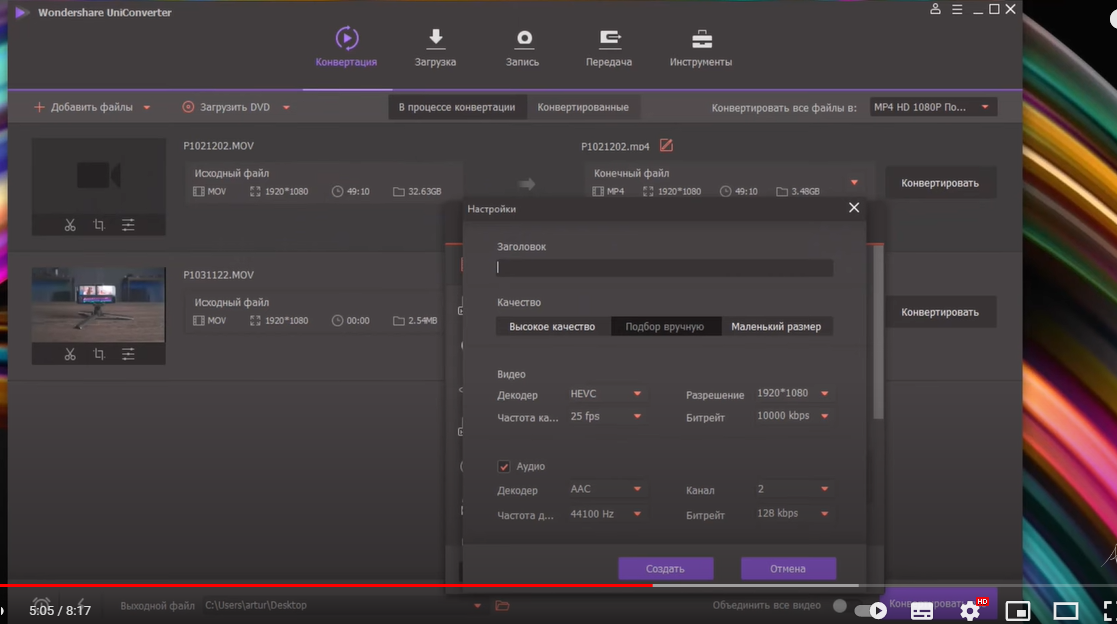 Wondershare UniConverter
Конвертация Загрузка Запись Передача Инструменты
Добавить файлы Загрузить DVD В процессе конвертации Конвертированные Конвертировать все файлы в: MP4 HD 1080P По...
P1021202.MOV P1021202.mp4
Исходный файл Конечный файл
MOV 1920*1080 49:10 32.63GB MP4 1920*1080 49:10 3.48GB Конвертировать
Настройки
Заголовок
P1031122.MOV
Исходный файл
MOV 1920*1080 00:00 2.54MB Конвертировать
Качество
Высокое качество Подбор вручную Маленький размер
Видео
Декодер HEVC Разрешение 1920*1080
Частота ка... 25 fps Битрейт 10000 kbps
Аудио
Декодер AAC Канал 2
Частота д... 44100 Hz Битрейт 128 kbps
Создать Отмена
5:05 / 8:17 Выходной файл C:\Users\artur\Desktop Объединить все видео
HD